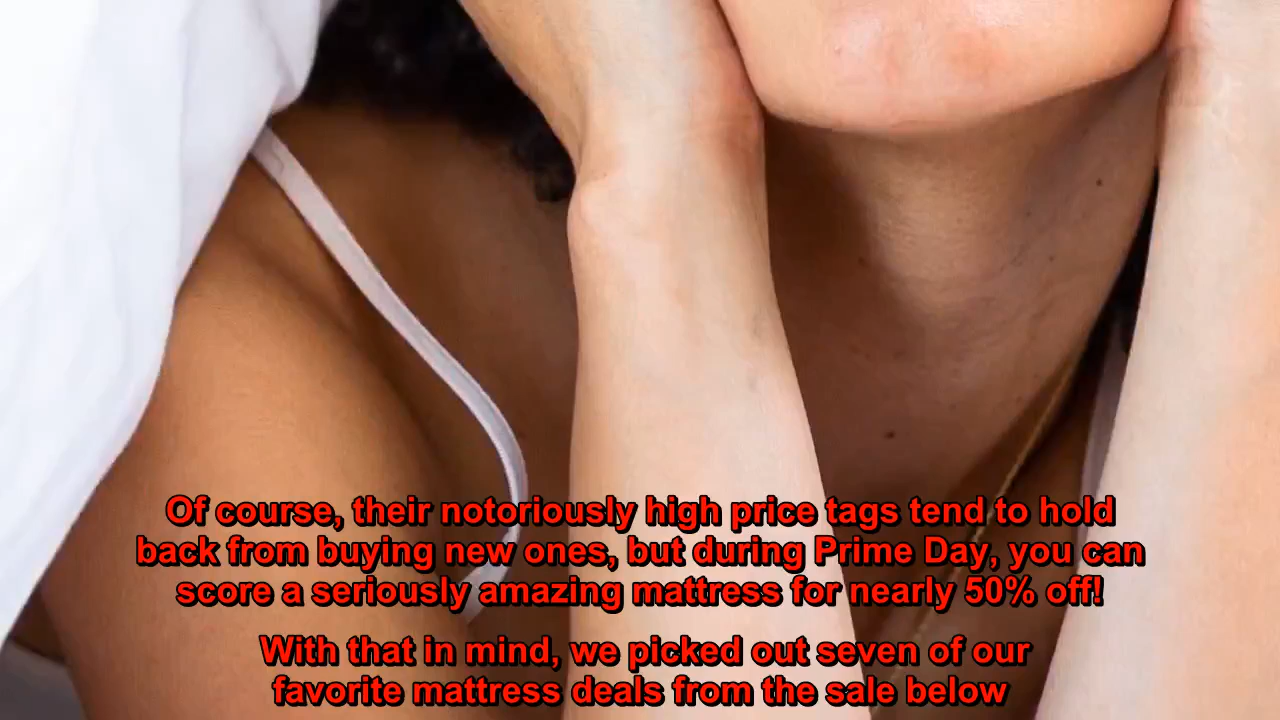 Of course, their notoriously high price tags tend to hold
back from buying new ones, but during Prime Day, you can
score a seriously amazing mattress for nearly 50% off!
With that in mind, we picked out seven of our
favorite mattress deals from the sale below